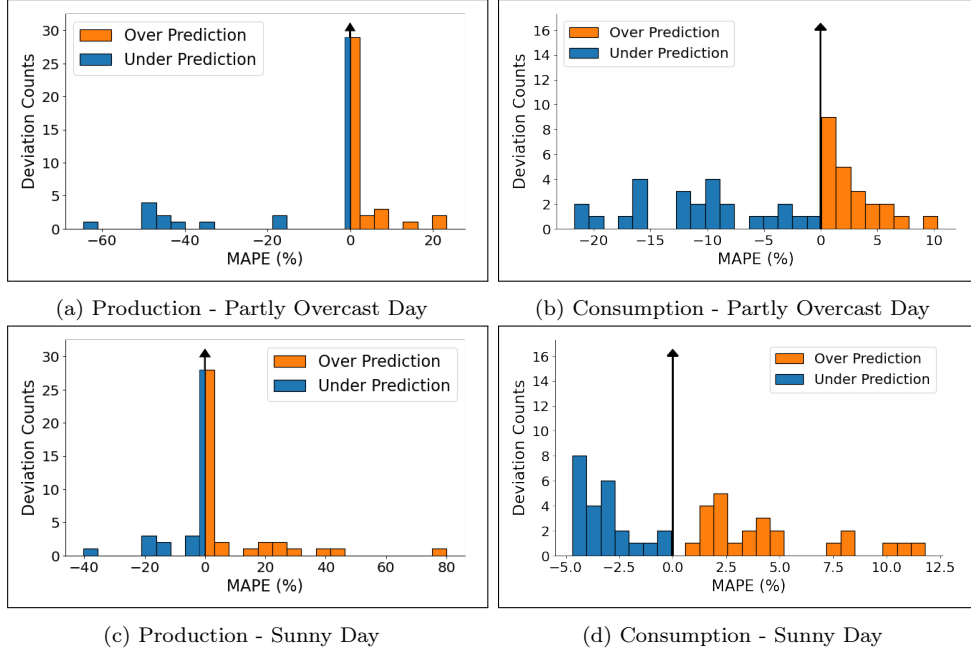 30
25
20
15
10
5
0
Deviation Counts
Over Prediction
Under Prediction
−60 −40 −20 0 20
MAPE (%)
(a) Production - Partly Overcast Day
16
14
12
10
8
6
4
2
0
Deviation Counts
Over Prediction
Under Prediction
−20 −15 −10 −5 0 5 10
MAPE (%)
(b) Consumption - Partly Overcast Day
30
25
20
15
10
5
0
Deviation Counts
Over Prediction
Under Prediction
−40 −20 0 20 40 60 80
MAPE (%)
(c) Production - Sunny Day
16
14
12
10
8
6
4
2
0
Deviation Counts
Over Prediction
Under Prediction
−5.0 −2.5 0.0 2.5 5.0 7.5 10.0 12.5
MAPE (%)
(d) Consumption - Sunny Day